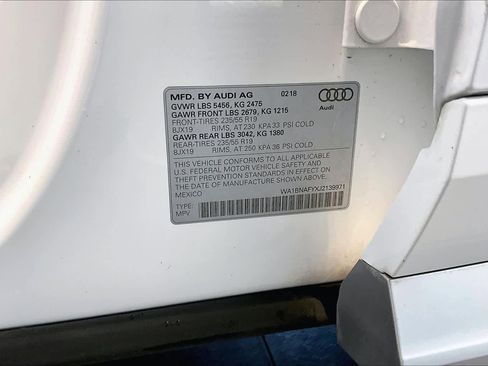 MFD. BY AUDI AG 0218
GVWR LBS 5456, KG 2475
GAWR FRONT LBS 2679, KG 1215
FRONT-TIRES 235/55 R19
8JX19 RIMS, AT 230 KPA 33 PSI COLD
GAWR REAR LBS 3042, KG 1380
REAR-TIRES 235/55 R19
8JX19 RIMS, AT 250 KPA 36 PSI COLD
Audi
THIS VEHICLE CONFORMS TO ALL APPLICABLE
U.S. FEDERAL MOTOR VEHICLE SAFETY AND
THEFT PREVENTION STANDARDS IN EFFECT ON
THE DATE OF MANUFACTURE SHOWN ABOVE.
MEXICO
WA1BNAFYXJ2139971
TYPE:
MPV